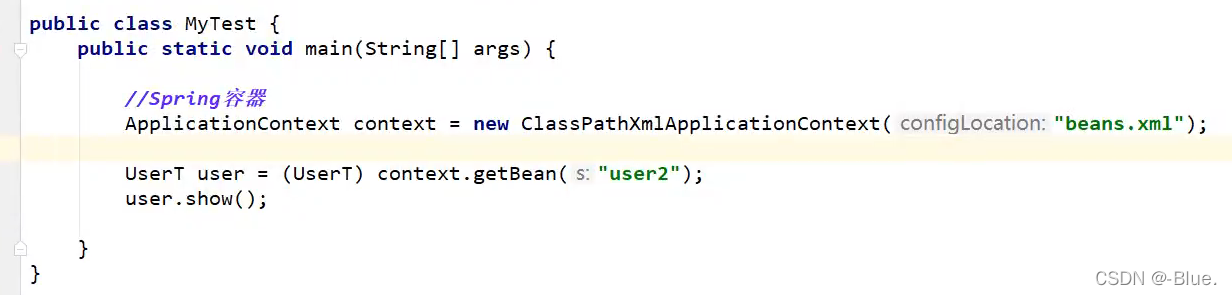 public class MyTest {
public static void main(String[] args) {
//Spring容器
ApplicationContext context = new ClassPathXmlApplicationContext( configLocation: "beans.xml");
UserT user = (UserT) context.getBean( s: "user2");
user.show();
}
}
CSDN @-Blue.